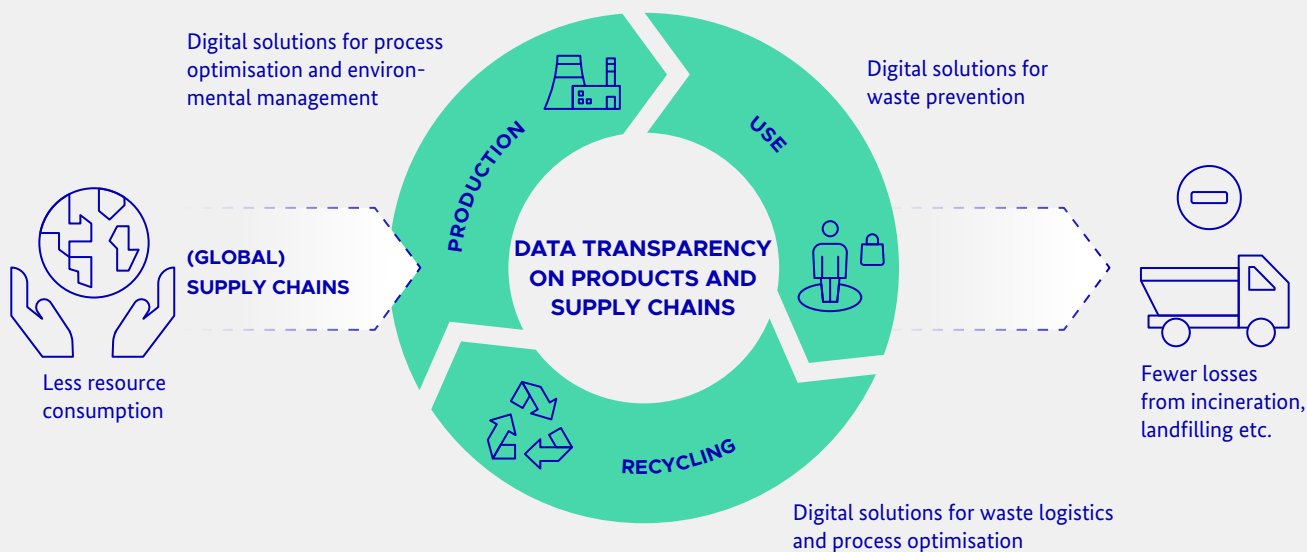 Digital solutions for process
optimisation and environ-
mental management
Digital solutions for
waste prevention
PRODUCTION
USE
(GLOBAL)
SUPPLY CHAINS
DATA TRANSPARENCY
ON PRODUCTS AND
SUPPLY CHAINS
Less resource
consumption
Fewer losses
from incineration,
landfilling etc.
RECYCLING
Digital solutions for waste logistics
and process optimisation